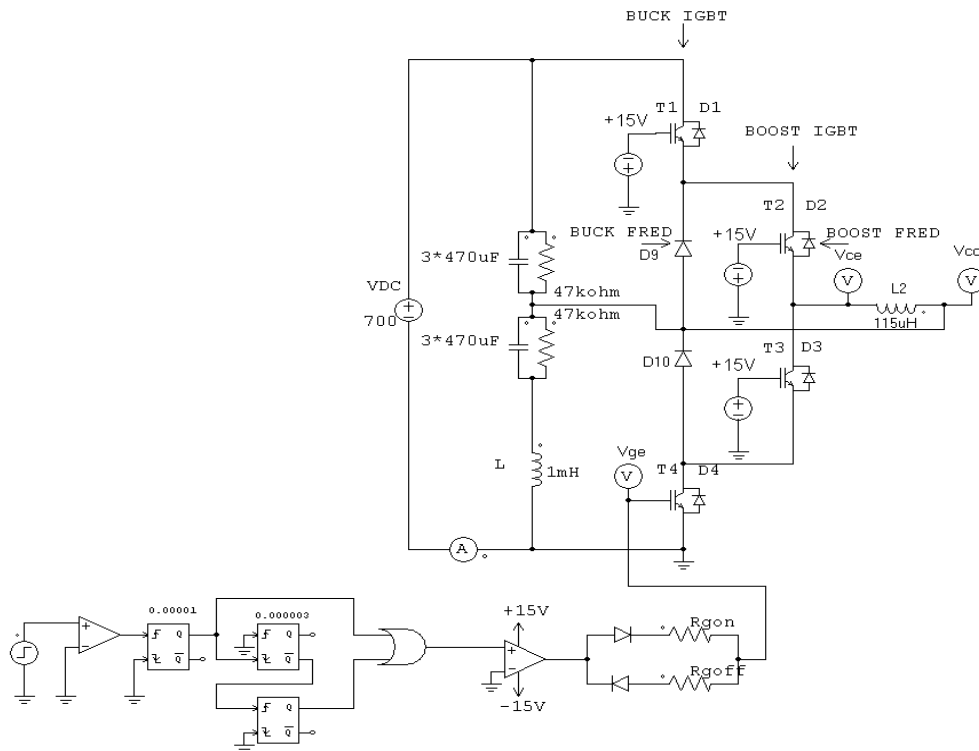 BUCK IGBT
T1 D1
+15V
BOOST IGBT
T2 D2
BUCK FRED
+15V
BOOST FRED
D9
Vce
Vcc
3*470uF
VDC
L2
47kohm
47kohm
700
115uH
3*470uF
D10
T3 D3
+15V
Vge
L
1mH
T4 D4
V
V
V
A
0.00001
0.000003
+15V
Rgon
Rgoff
-15V
Q
Q
Q
Q
Q
Q